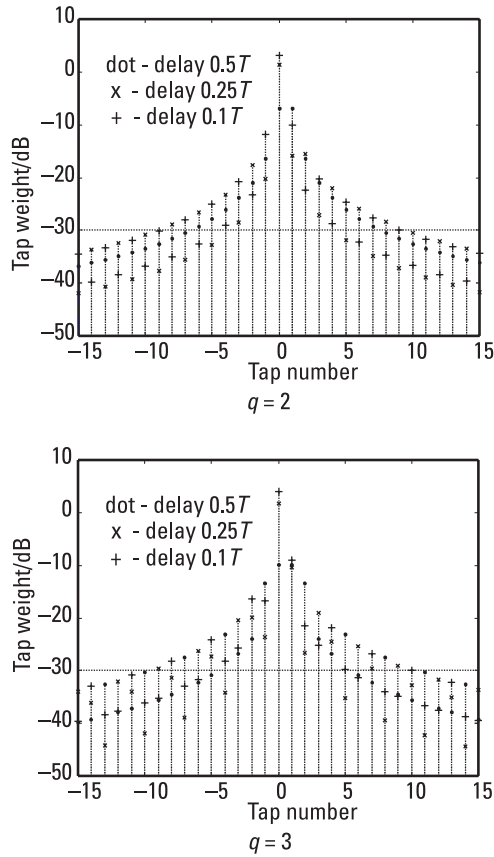 10
0
−10
−20
−30
−40
−50
Tap weight/dB
dot - delay 0.5T
x - delay 0.25T
+ - delay 0.1T
−15 −10 −5 0 5 10 15
Tap number
q = 2
10
0
−10
−20
−30
−40
−50
Tap weight/dB
dot - delay 0.5T
x - delay 0.25T
+ - delay 0.1T
−15 −10 −5 0 5 10 15
Tap number
q = 3